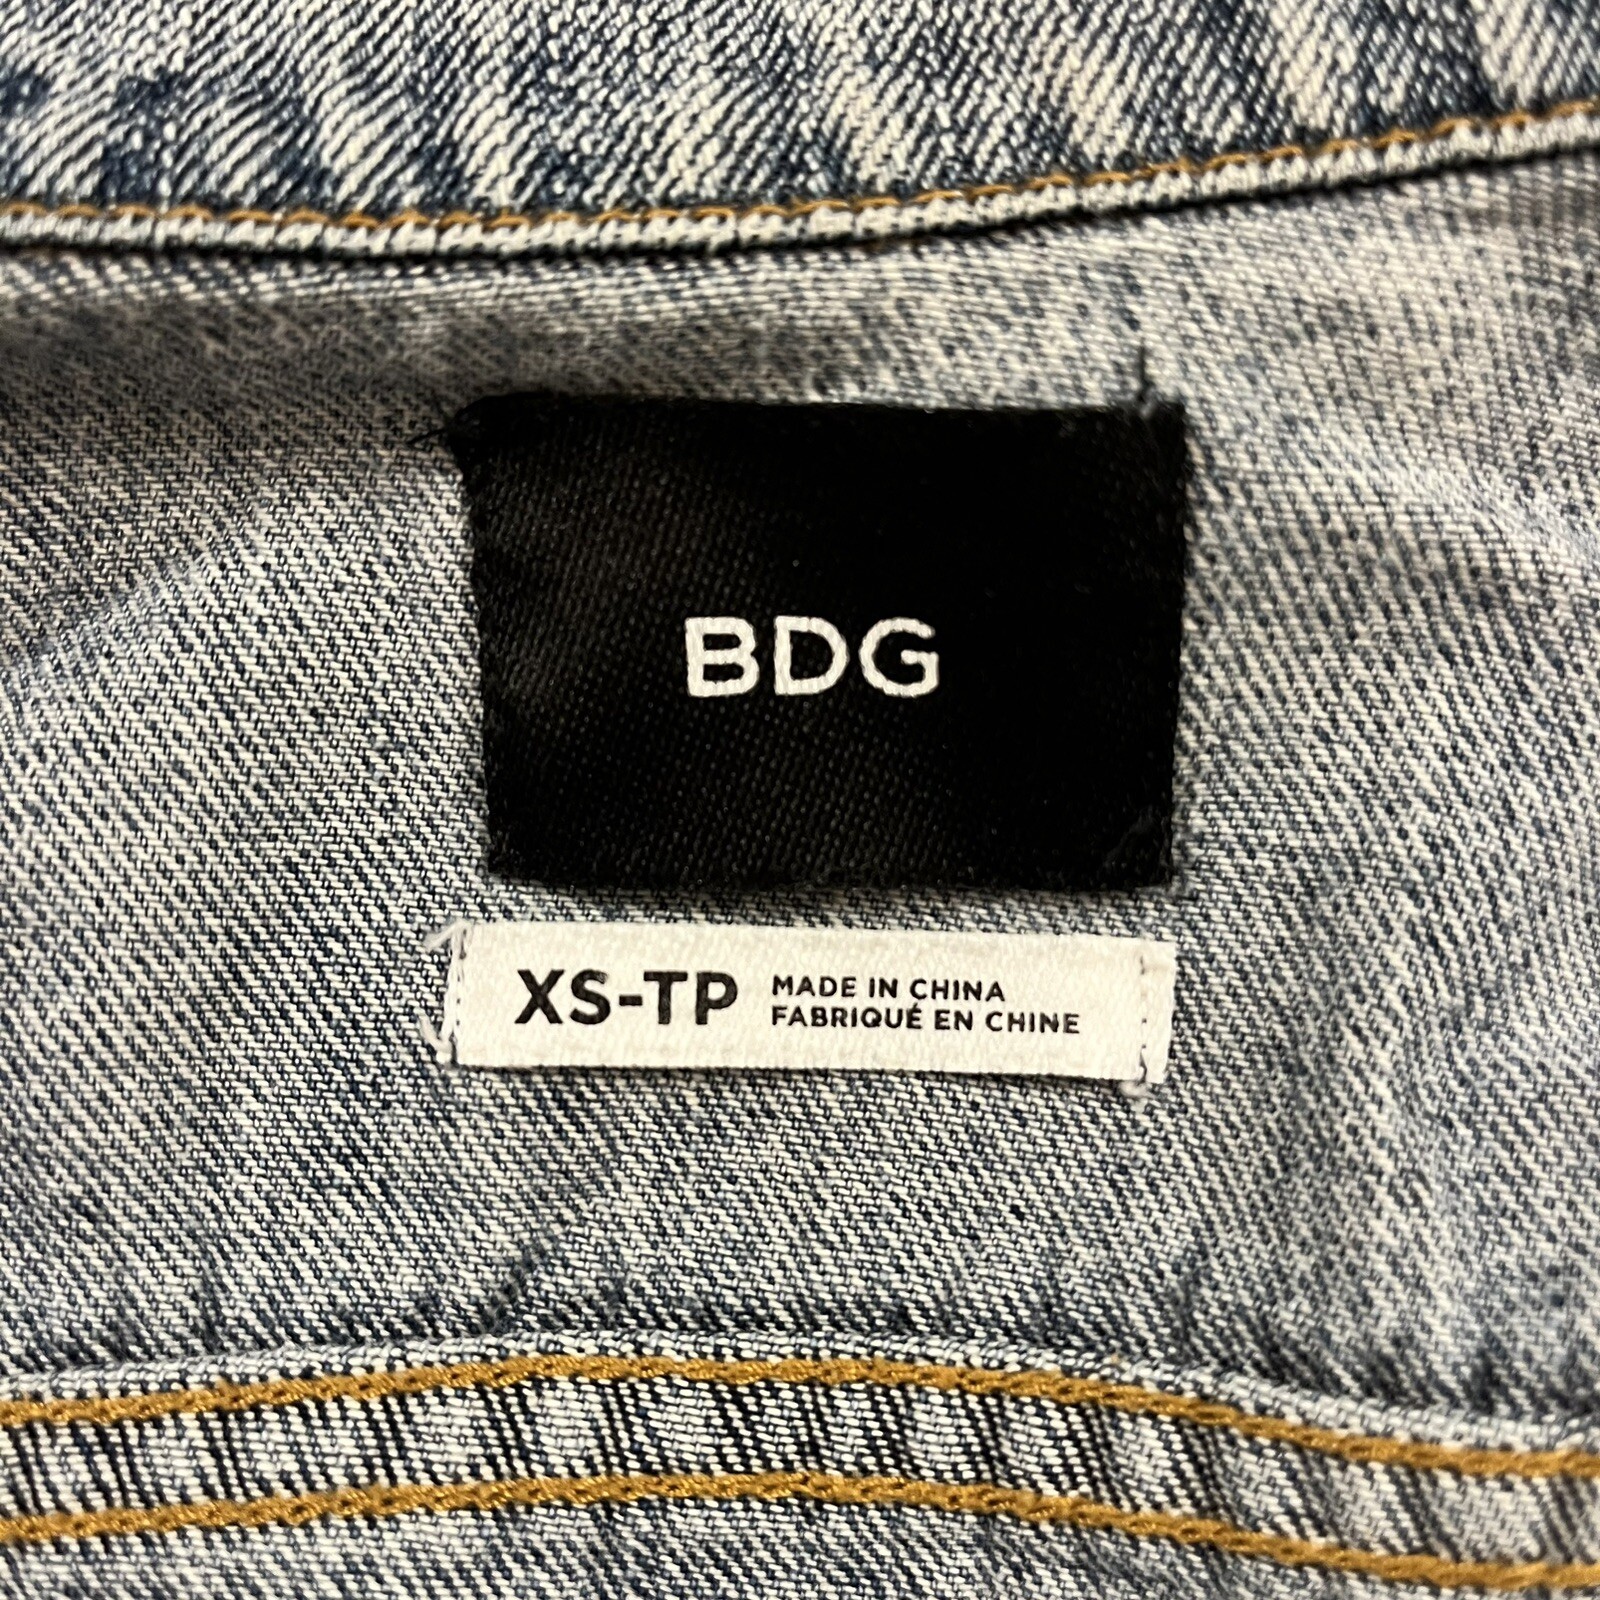 BDG
XS-TP
MADE IN CHINA
FABRIQUÉ EN CHINE